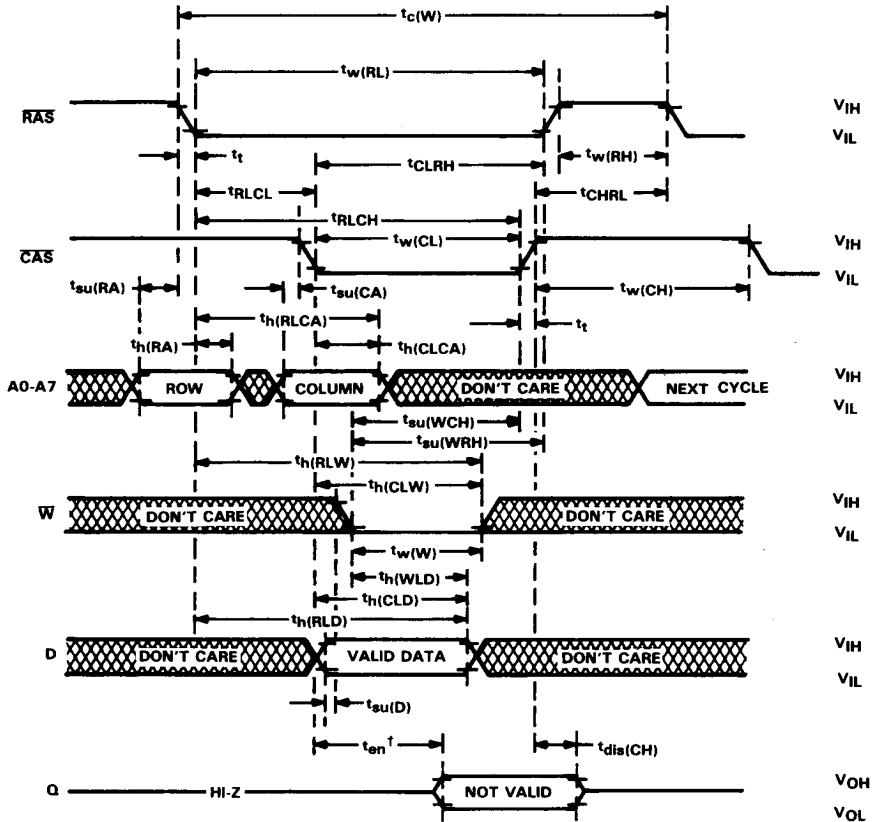 tc(W)
tw(RL)
RAS
VIH
VIL
tt
tCLRH
tw(RH)
tRLCL
tCHRL
tRLCH
CAS
tw(CL)
VIH
VIL
tsu(RA)
tsu(CA)
tw(CH)
th(RLCA)
tt
th(RA)
th(CLCA)
A0-A7
ROW
COLUMN
DON'T CARE
NEXT CYCLE
VIH
VIL
tsu(WCH)
tsu(WRH)
th(RLW)
th(CLW)
W
DON'T CARE
DON'T CARE
VIH
VIL
tw(W)
th(WLD)
th(CLD)
th(RLD)
D
DON'T CARE
VALID DATA
DON'T CARE
VIH
VIL
tsu(D)
ten†
tdis(CH)
Q
HI-Z
NOT VALID
VOH
VOL